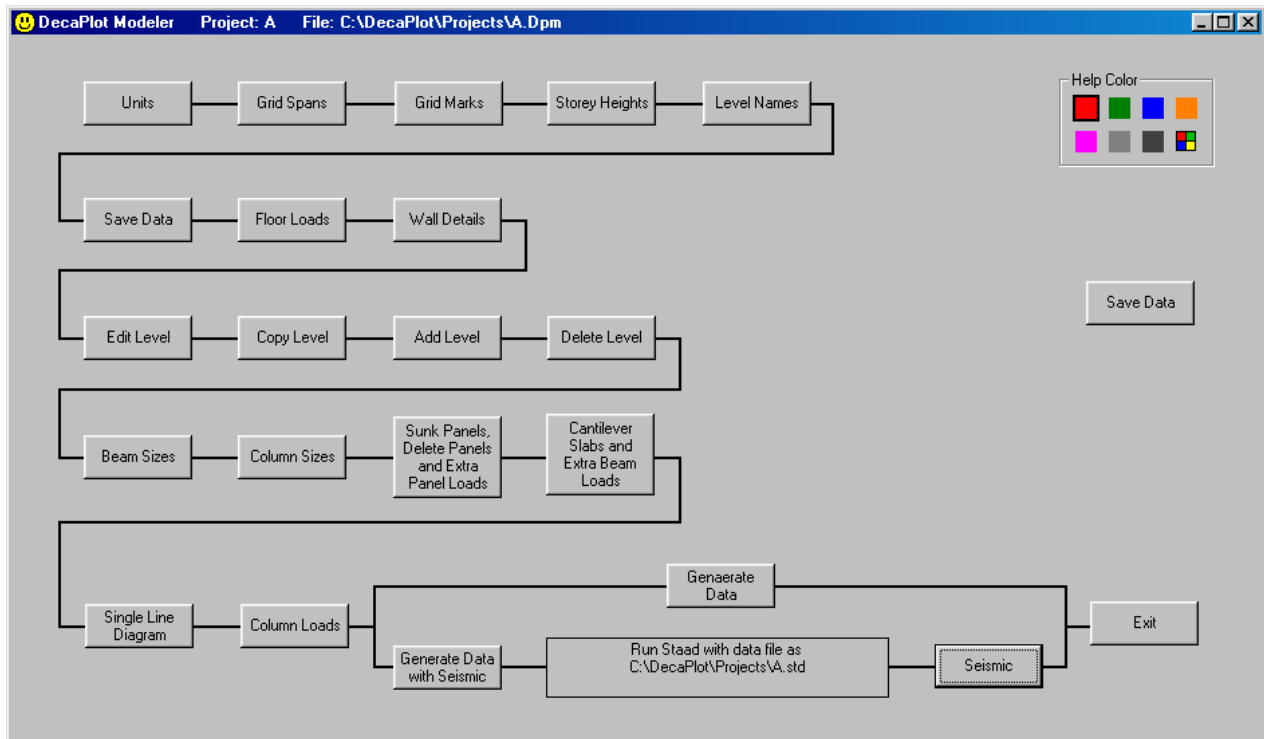 DecaPlot Modeler Project: A File: C:\DecaPlot\Projects\A.Dpm
Help Color
Units
Grid Spans
Grid Marks
Storey Heights
Level Names
Save Data
Floor Loads
Wall Details
Save Data
Edit Level
Copy Level
Add Level
Delete Level
Beam Sizes
Column Sizes
Sunk Panels,
Delete Panels
and Extra
Panel Loads
Cantilever
Slabs and
Extra Beam
Loads
Genaerate
Data
Single Line
Diagram
Column Loads
Exit
Generate Data
with Seismic
Run Staad with data file as
C:\DecaPlot\Projects\A.std
Seismic